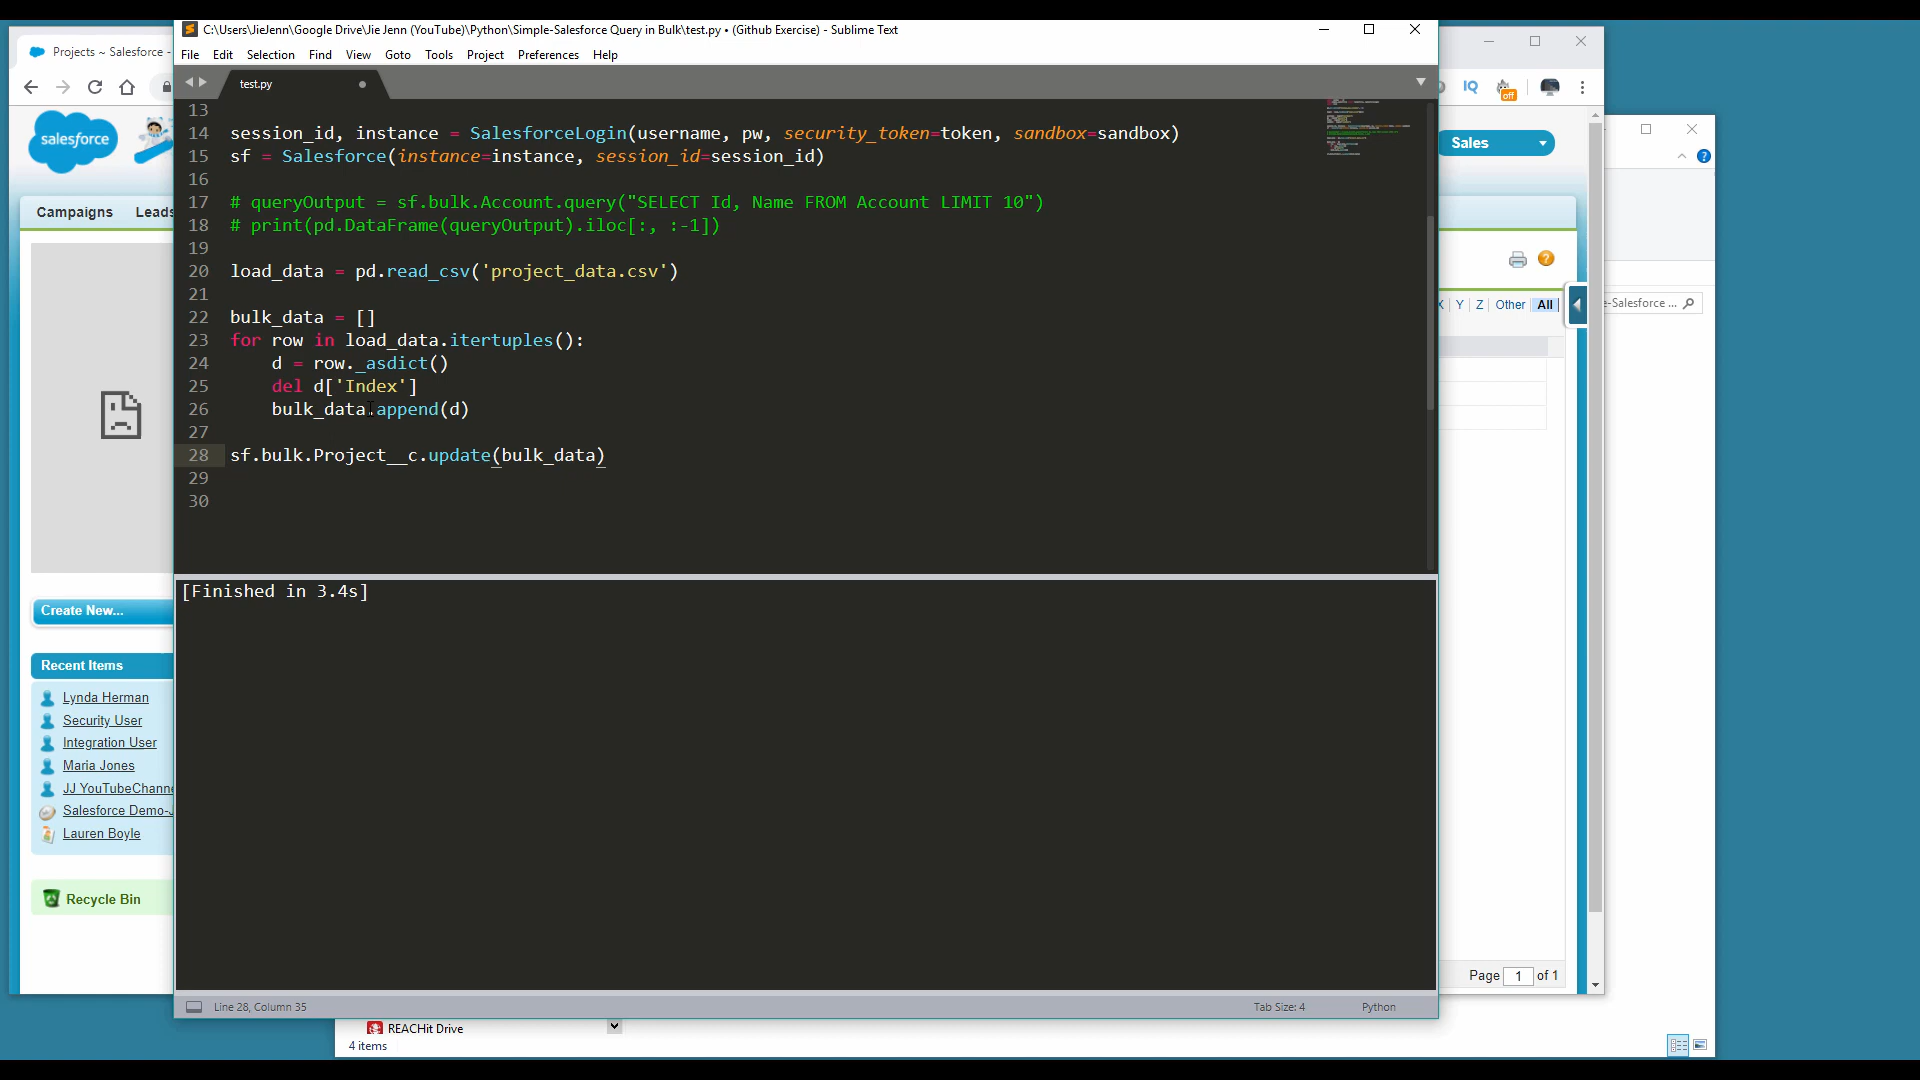 C:\Users\JieJenn\Google Drive\Jie Jenn (YouTube)\Python\Simple-Salesforce Query in Bulk\test.py • (Github Exercise) - Sublime Text
Projects ~ Salesforce -
File Edit Selection Find View Goto Tools Project Preferences Help
test.py
IQ
off
salesforce
Sales
Campaigns Leads
13
14 session_id, instance = SalesforceLogin(username, pw, security_token=token, sandbox=sandbox)
15 sf = Salesforce(instance=instance, session_id=session_id)
16
17 # queryOutput = sf.bulk.Account.query("SELECT Id, Name FROM Account LIMIT 10")
18 # print(pd.DataFrame(queryOutput).iloc[:, :-1])
19
20 load_data = pd.read_csv('project_data.csv')
21
22 bulk_data = []
23 for row in load_data.itertuples():
24 d = row._asdict()
25 del d['Index']
26 bulk_data.append(d)
27
28 sf.bulk.Project__c.update(bulk_data)
29
30
X Y Z Other All
e-Salesforce ...
[Finished in 3.4s]
Create New...
Recent Items
Lynda Herman
Security User
Integration User
Maria Jones
JJ YouTubeChanne
Salesforce Demo-J
Lauren Boyle
Recycle Bin
Page 1 of 1
Line 28, Column 35
Tab Size: 4
Python
REACHit Drive
4 items